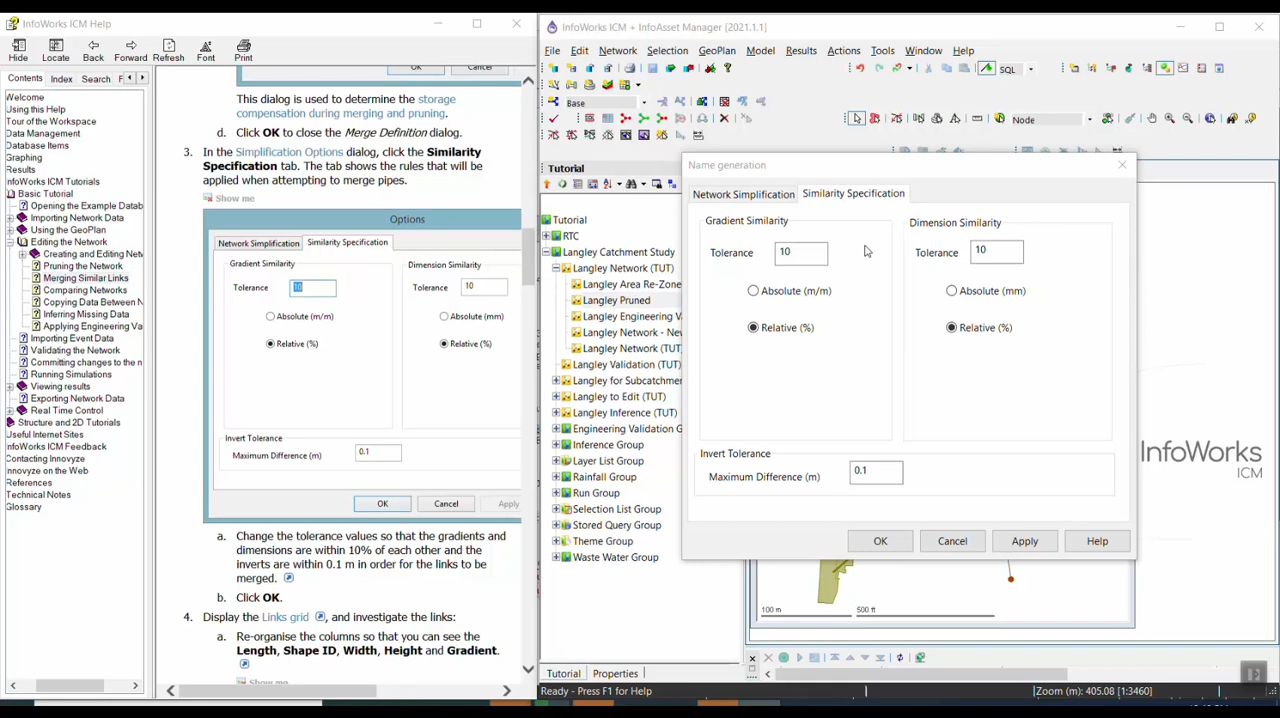 InfoWorks ICM Help
Hide Locate Back Forward Refresh Font Print
Contents Index Search F
Welcome
Using this Help
Tour of the Workspace
Data Management
Database Items
Graphing
Results
InfoWorks ICM Tutorials
Basic Tutorial
Opening the Example Datab
Importing Network Data
Using the GeoPlan
Editing the Network
Creating and Editing Net
Pruning the Network
Merging Similar Links
Comparing Networks
Copying Data Between N
Inferring Missing Data
Applying Engineering Va
Importing Event Data
Validating the Network
Committing changes to the n
Running Simulations
Viewing results
Exporting Network Data
Real Time Control
Structure and 2D Tutorials
Useful Internet Sites
InfoWorks ICM Feedback
Contacting Innovyze
Innovyze on the Web
References
Technical Notes
Glossary
OK Cancel
This dialog is used to determine the storage
compensation during merging and pruning.
d. Click OK to close the Merge Definition dialog.
3. In the Simplification Options dialog, click the Similarity
Specification tab. The tab shows the rules that will be
applied when attempting to merge pipes.
Show me
Options
Network Simplification Similarity Specification
Gradient Similarity Dimension Similarity
Tolerance 10 Tolerance 10
Absolute (m/m) Absolute (mm)
Relative (%) Relative (%)
Invert Tolerance
Maximum Difference (m) 0.1
OK Cancel Apply
a. Change the tolerance values so that the gradients and
dimensions are within 10% of each other and the
inverts are within 0.1 m in order for the links to be
merged.
b. Click OK.
4. Display the Links grid , and investigate the links:
a. Re-organise the columns so that you can see the
Length, Shape ID, Width, Height and Gradient.
Show me
InfoWorks ICM + InfoAsset Manager [2021.1.1]
File Edit Network Selection GeoPlan Model Results Actions Tools Window Help
SQL
Base
Node
Tutorial
Tutorial
RTC
Langley Catchment Study
Langley Network (TUT)
Langley Area Re-Zone
Langley Pruned
Langley Engineering V
Langley Network - New
Langley Network (TUT)
Langley Validation (TUT)
Langley for Subcatchme
Langley to Edit (TUT)
Langley Inference (TUT)
Engineering Validation G
Inference Group
Layer List Group
Rainfall Group
Run Group
Selection List Group
Stored Query Group
Theme Group
Waste Water Group
Tutorial Properties
Name generation
Network Simplification Similarity Specification
Gradient Similarity Dimension Similarity
Tolerance 10 Tolerance 10
Absolute (m/m) Absolute (mm)
Relative (%) Relative (%)
Invert Tolerance
Maximum Difference (m) 0.1
OK Cancel Apply Help
InfoWorks
ICM
100 m 500 ft
Ready - Press F1 for Help Zoom (m): 405.08 [1:3460]